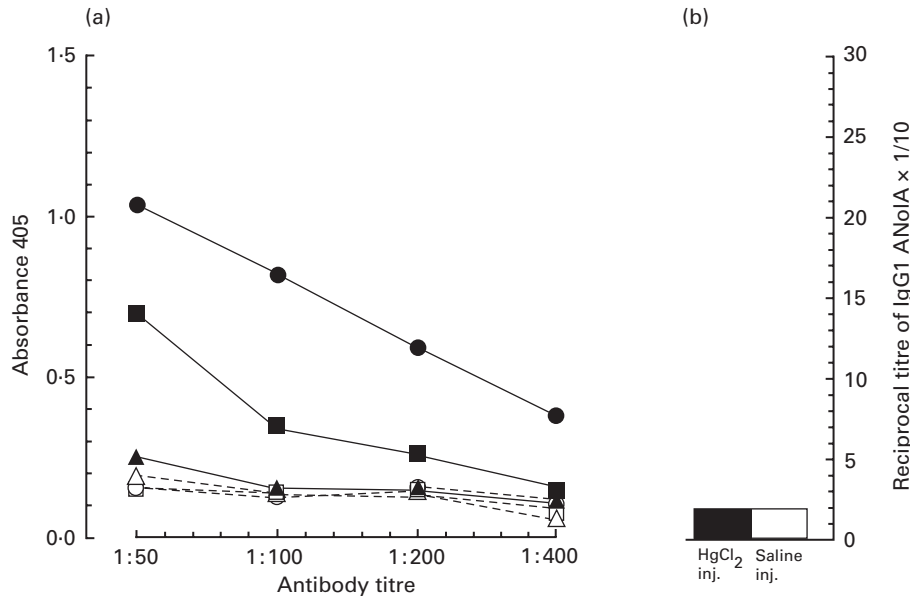 (a)
1·5
1·0
0·5
0·0
Absorbance 405
1:50 1:100 1:200 1:400
Antibody titre
(b)
30
25
20
15
10
5
0
Reciprocal titre of IgG1 ANolA × 1/10
HgCl2 inj.
Saline inj.